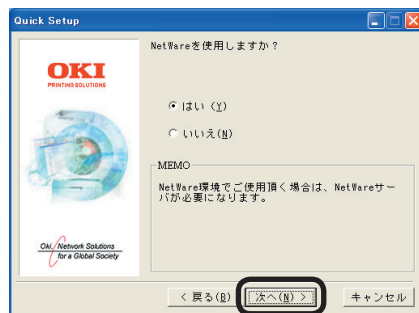 Quick Setup
NetWareを使用しますか？
OKI
PRINTING SOLUTIONS
はい (Y)
いいえ(N)
MEMO
NetWare環境でご使用頂く場合は、NetWareサー
バが必要になります。
Oki, Network Solutions
for a Global Society
< 戻る(B)
次へ(N) >
キャンセル